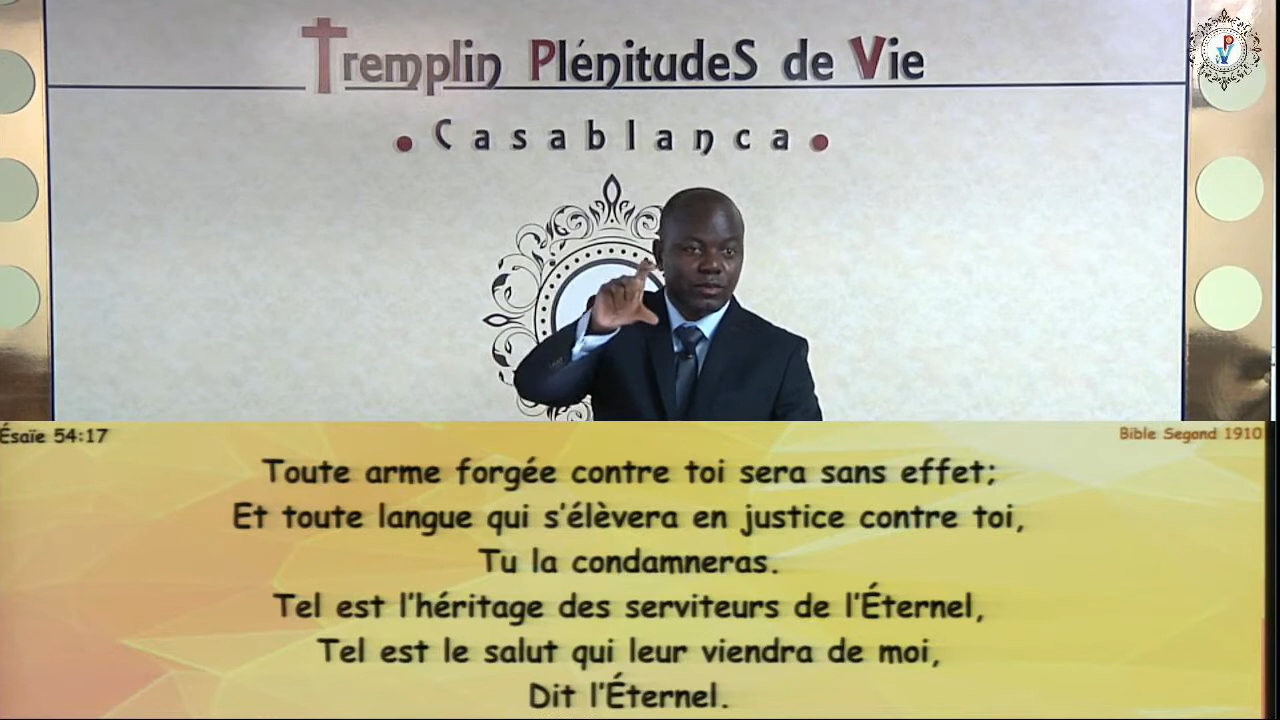 Tremplin PlénitudeS de Vie
• Casablanca •
PV
Ésaïe 54:17
Bible Segond 1910
Toute arme forgée contre toi sera sans effet;
Et toute langue qui s'élèvera en justice contre toi,
Tu la condamneras.
Tel est l'héritage des serviteurs de l'Éternel,
Tel est le salut qui leur viendra de moi,
Dit l'Éternel.